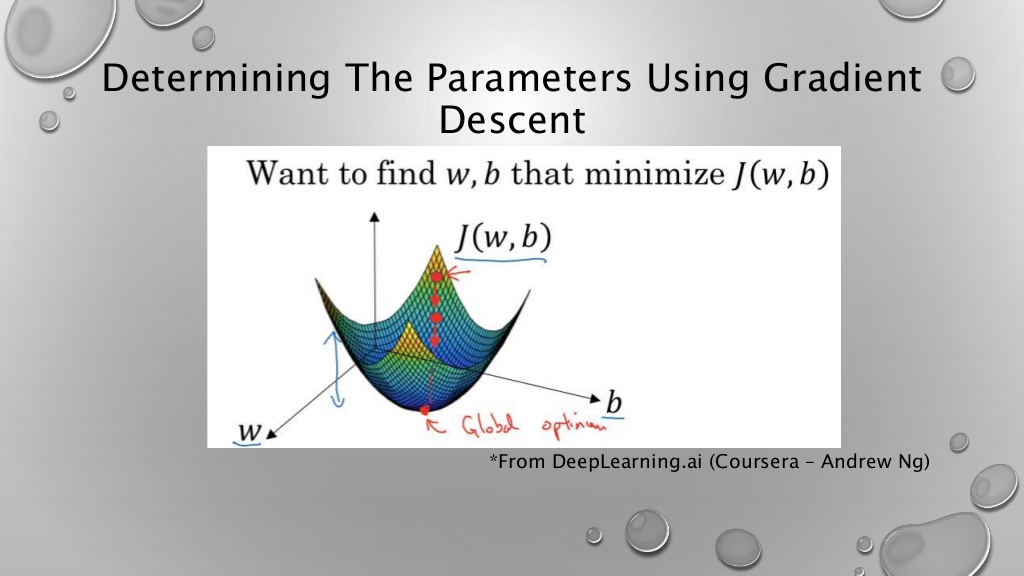 Determining The Parameters Using Gradient
Descent
Want to find w, b that minimize J(w, b)
J(w, b)
b
w
Global optimum
*From DeepLearning.ai (Coursera – Andrew Ng)